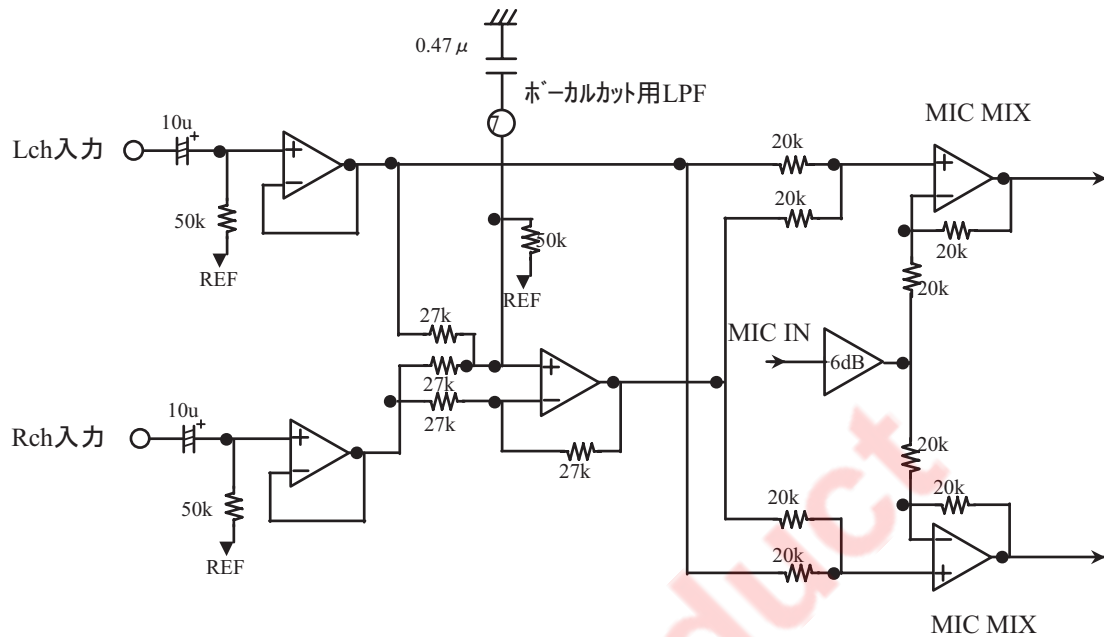 0.47μ
ボーカルカット用LPF
7
MIC MIX
10u
+
Lch入力
+
−
50k
REF
20k
20k
+
−
20k
20k
50k
REF
27k
27k
27k
+
−
27k
MIC IN
6dB
10u
+
Rch入力
+
−
50k
REF
20k
20k
20k
20k
−
+
MIC MIX
duct